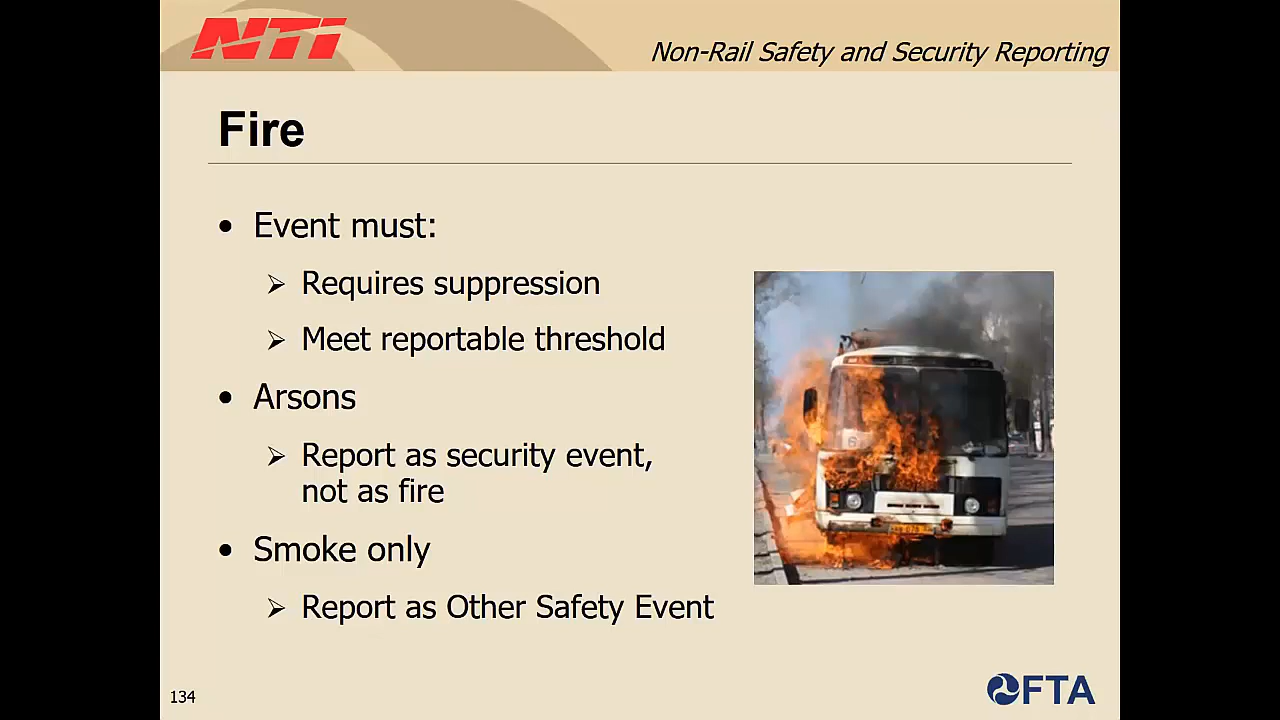 NTI
Non-Rail Safety and Security Reporting
Fire
• Event must:
➢ Requires suppression
➢ Meet reportable threshold
• Arsons
➢ Report as security event,
not as fire
• Smoke only
➢ Report as Other Safety Event
134
FTA